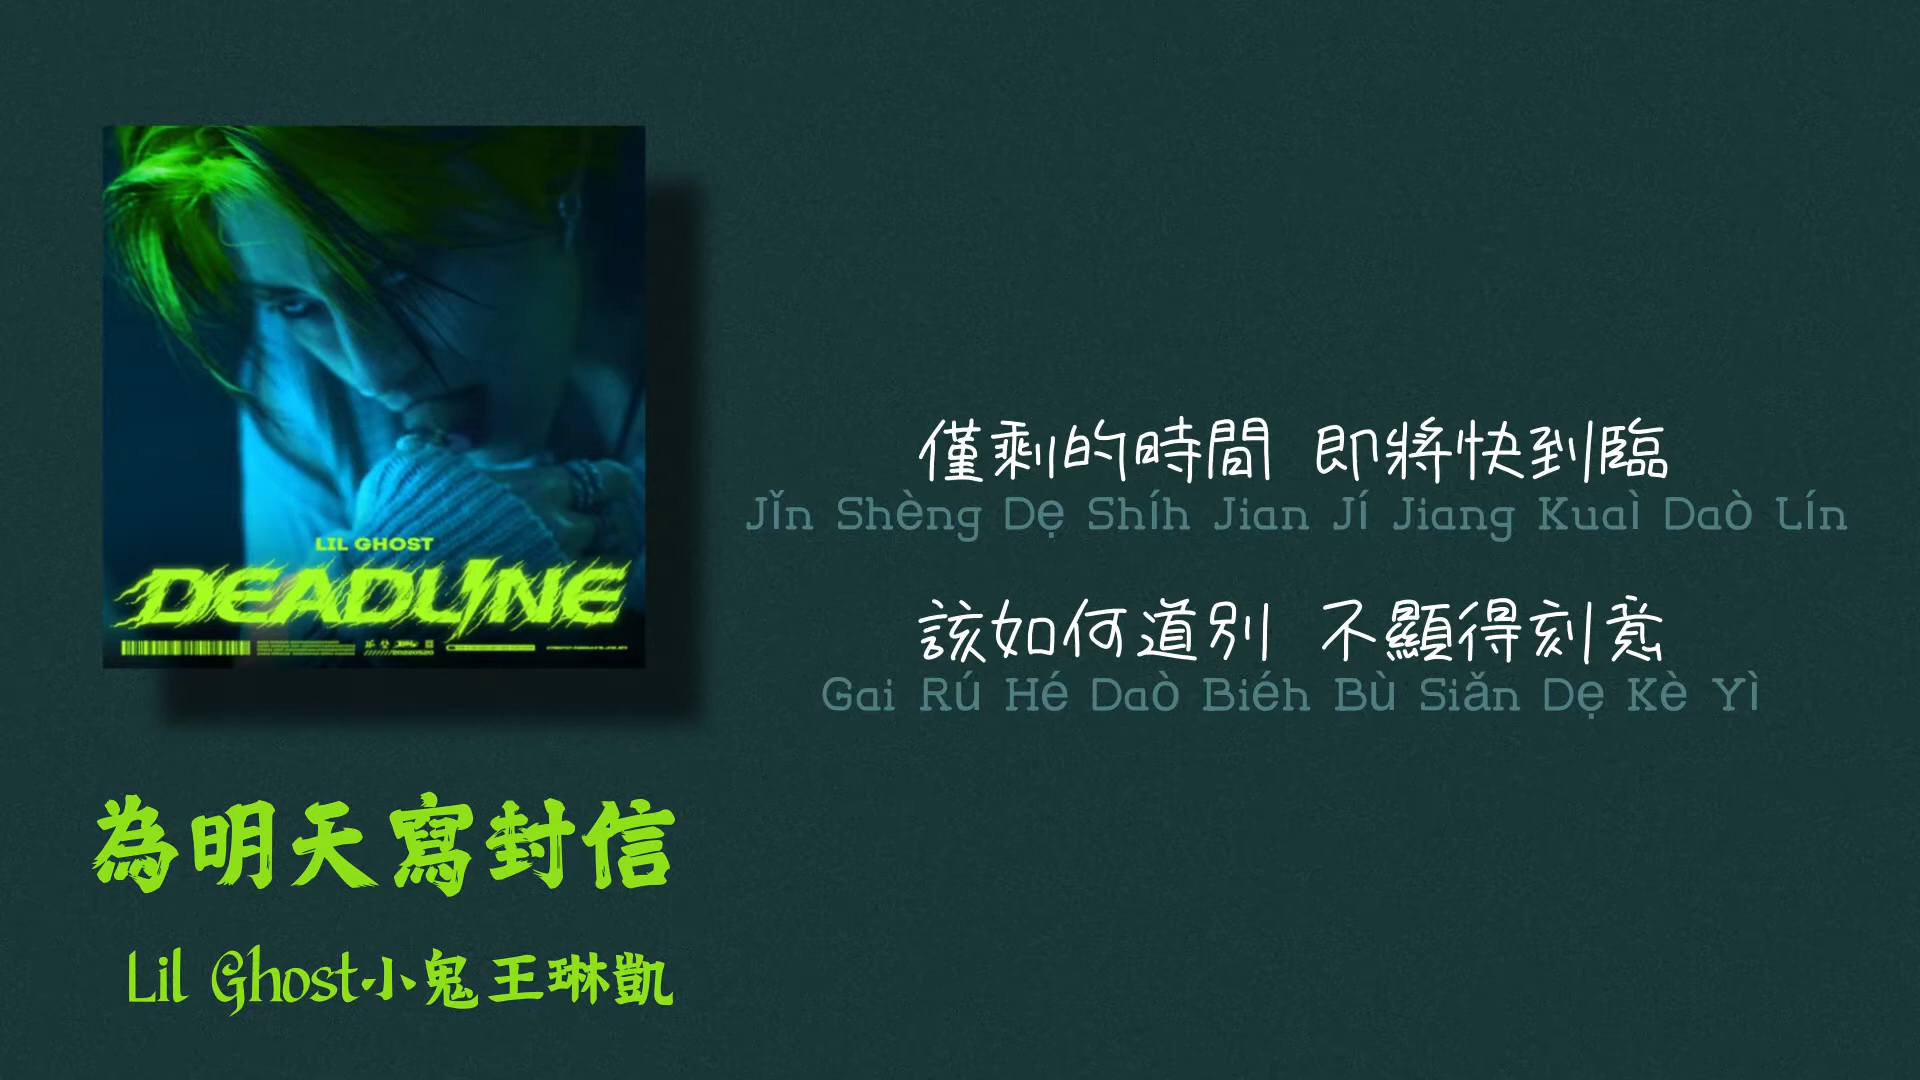 LIL GHOST
DEADLINE
20220520
為明天寫封信
Lil Ghost小鬼王琳凱
僅剩的時間 即將快到臨
Jǐn Shèng Dẹ Shíh Jian Jí Jiang Kuaì Daò Lín
該如何道別 不顯得刻意
Gai Rú Hé Daò Biéh Bù Siǎn Dẹ Kè Yì